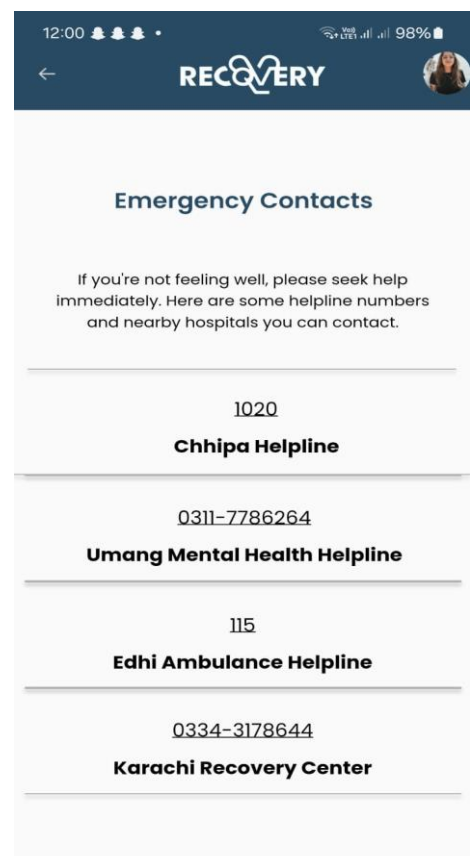 12:00
Vo) LTE1 98%
RECOVERY
Emergency Contacts
If you're not feeling well, please seek help
immediately. Here are some helpline numbers
and nearby hospitals you can contact.
1020
Chhipa Helpline
0311-7786264
Umang Mental Health Helpline
115
Edhi Ambulance Helpline
0334-3178644
Karachi Recovery Center